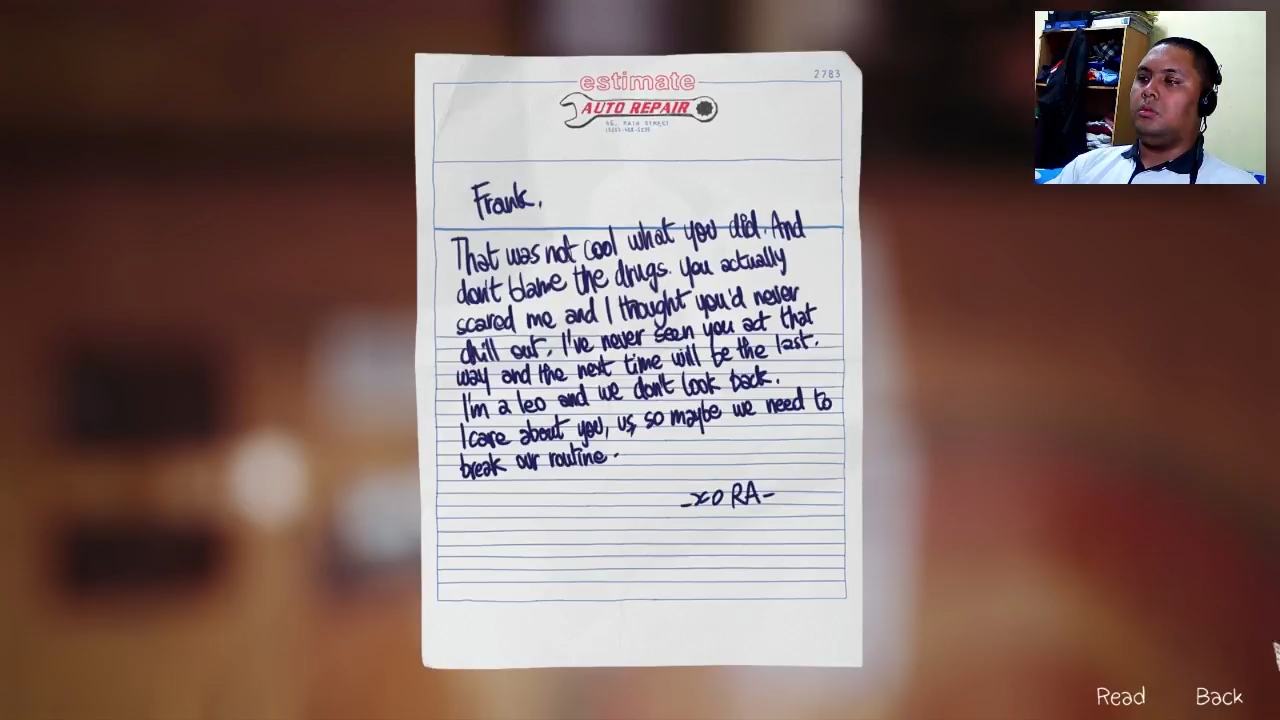 2783
estimate
AUTO REPAIR
Frank,
That was not cool what you did. And
don't blame the drugs. You actually
scared me and I thought you'd never
chill out. I've never seen you act that
way and the next time will be the last.
I'm a leo and we don't look back.
I care about you, us, so maybe we need to
break our routine.
-xo RA-
Read
Back